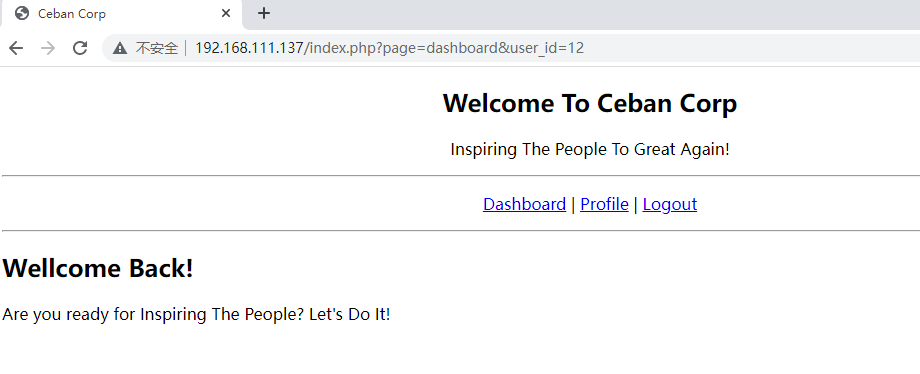 Ceban Corp
不安全 192.168.111.137/index.php?page=dashboard&user_id=12
Welcome To Ceban Corp
Inspiring The People To Great Again!
Dashboard | Profile | Logout
Wellcome Back!
Are you ready for Inspiring The People? Let's Do It!